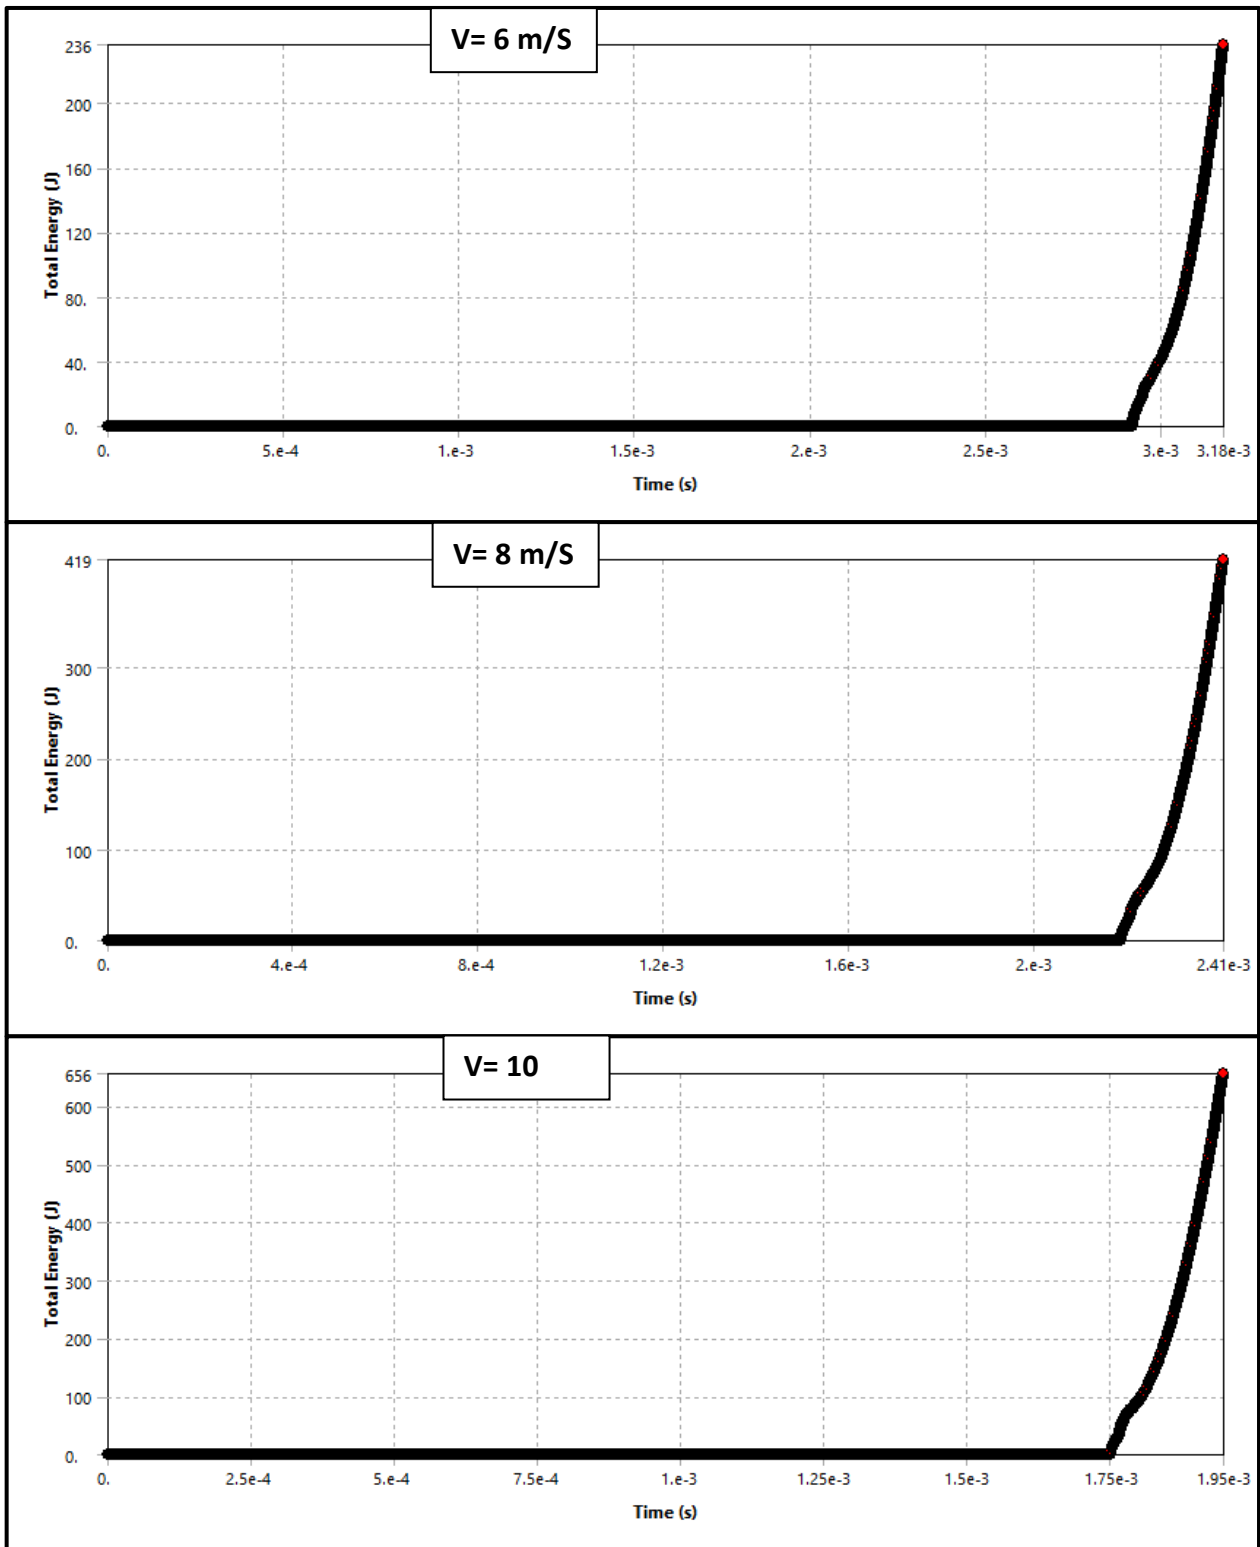 V= 6 m/S
236
200
160
120
80.
40.
0.
Total Energy (J)
0. 5.e-4 1.e-3 1.5e-3 2.e-3 2.5e-3 3.e-3 3.18e-3
Time (s)
V= 8 m/S
419
300
200
100
0.
Total Energy (J)
0. 4.e-4 8.e-4 1.2e-3 1.6e-3 2.e-3 2.41e-3
Time (s)
V= 10
656
600
500
400
300
200
100
0.
Total Energy (J)
0. 2.5e-4 5.e-4 7.5e-4 1.e-3 1.25e-3 1.5e-3 1.75e-3 1.95e-3
Time (s)